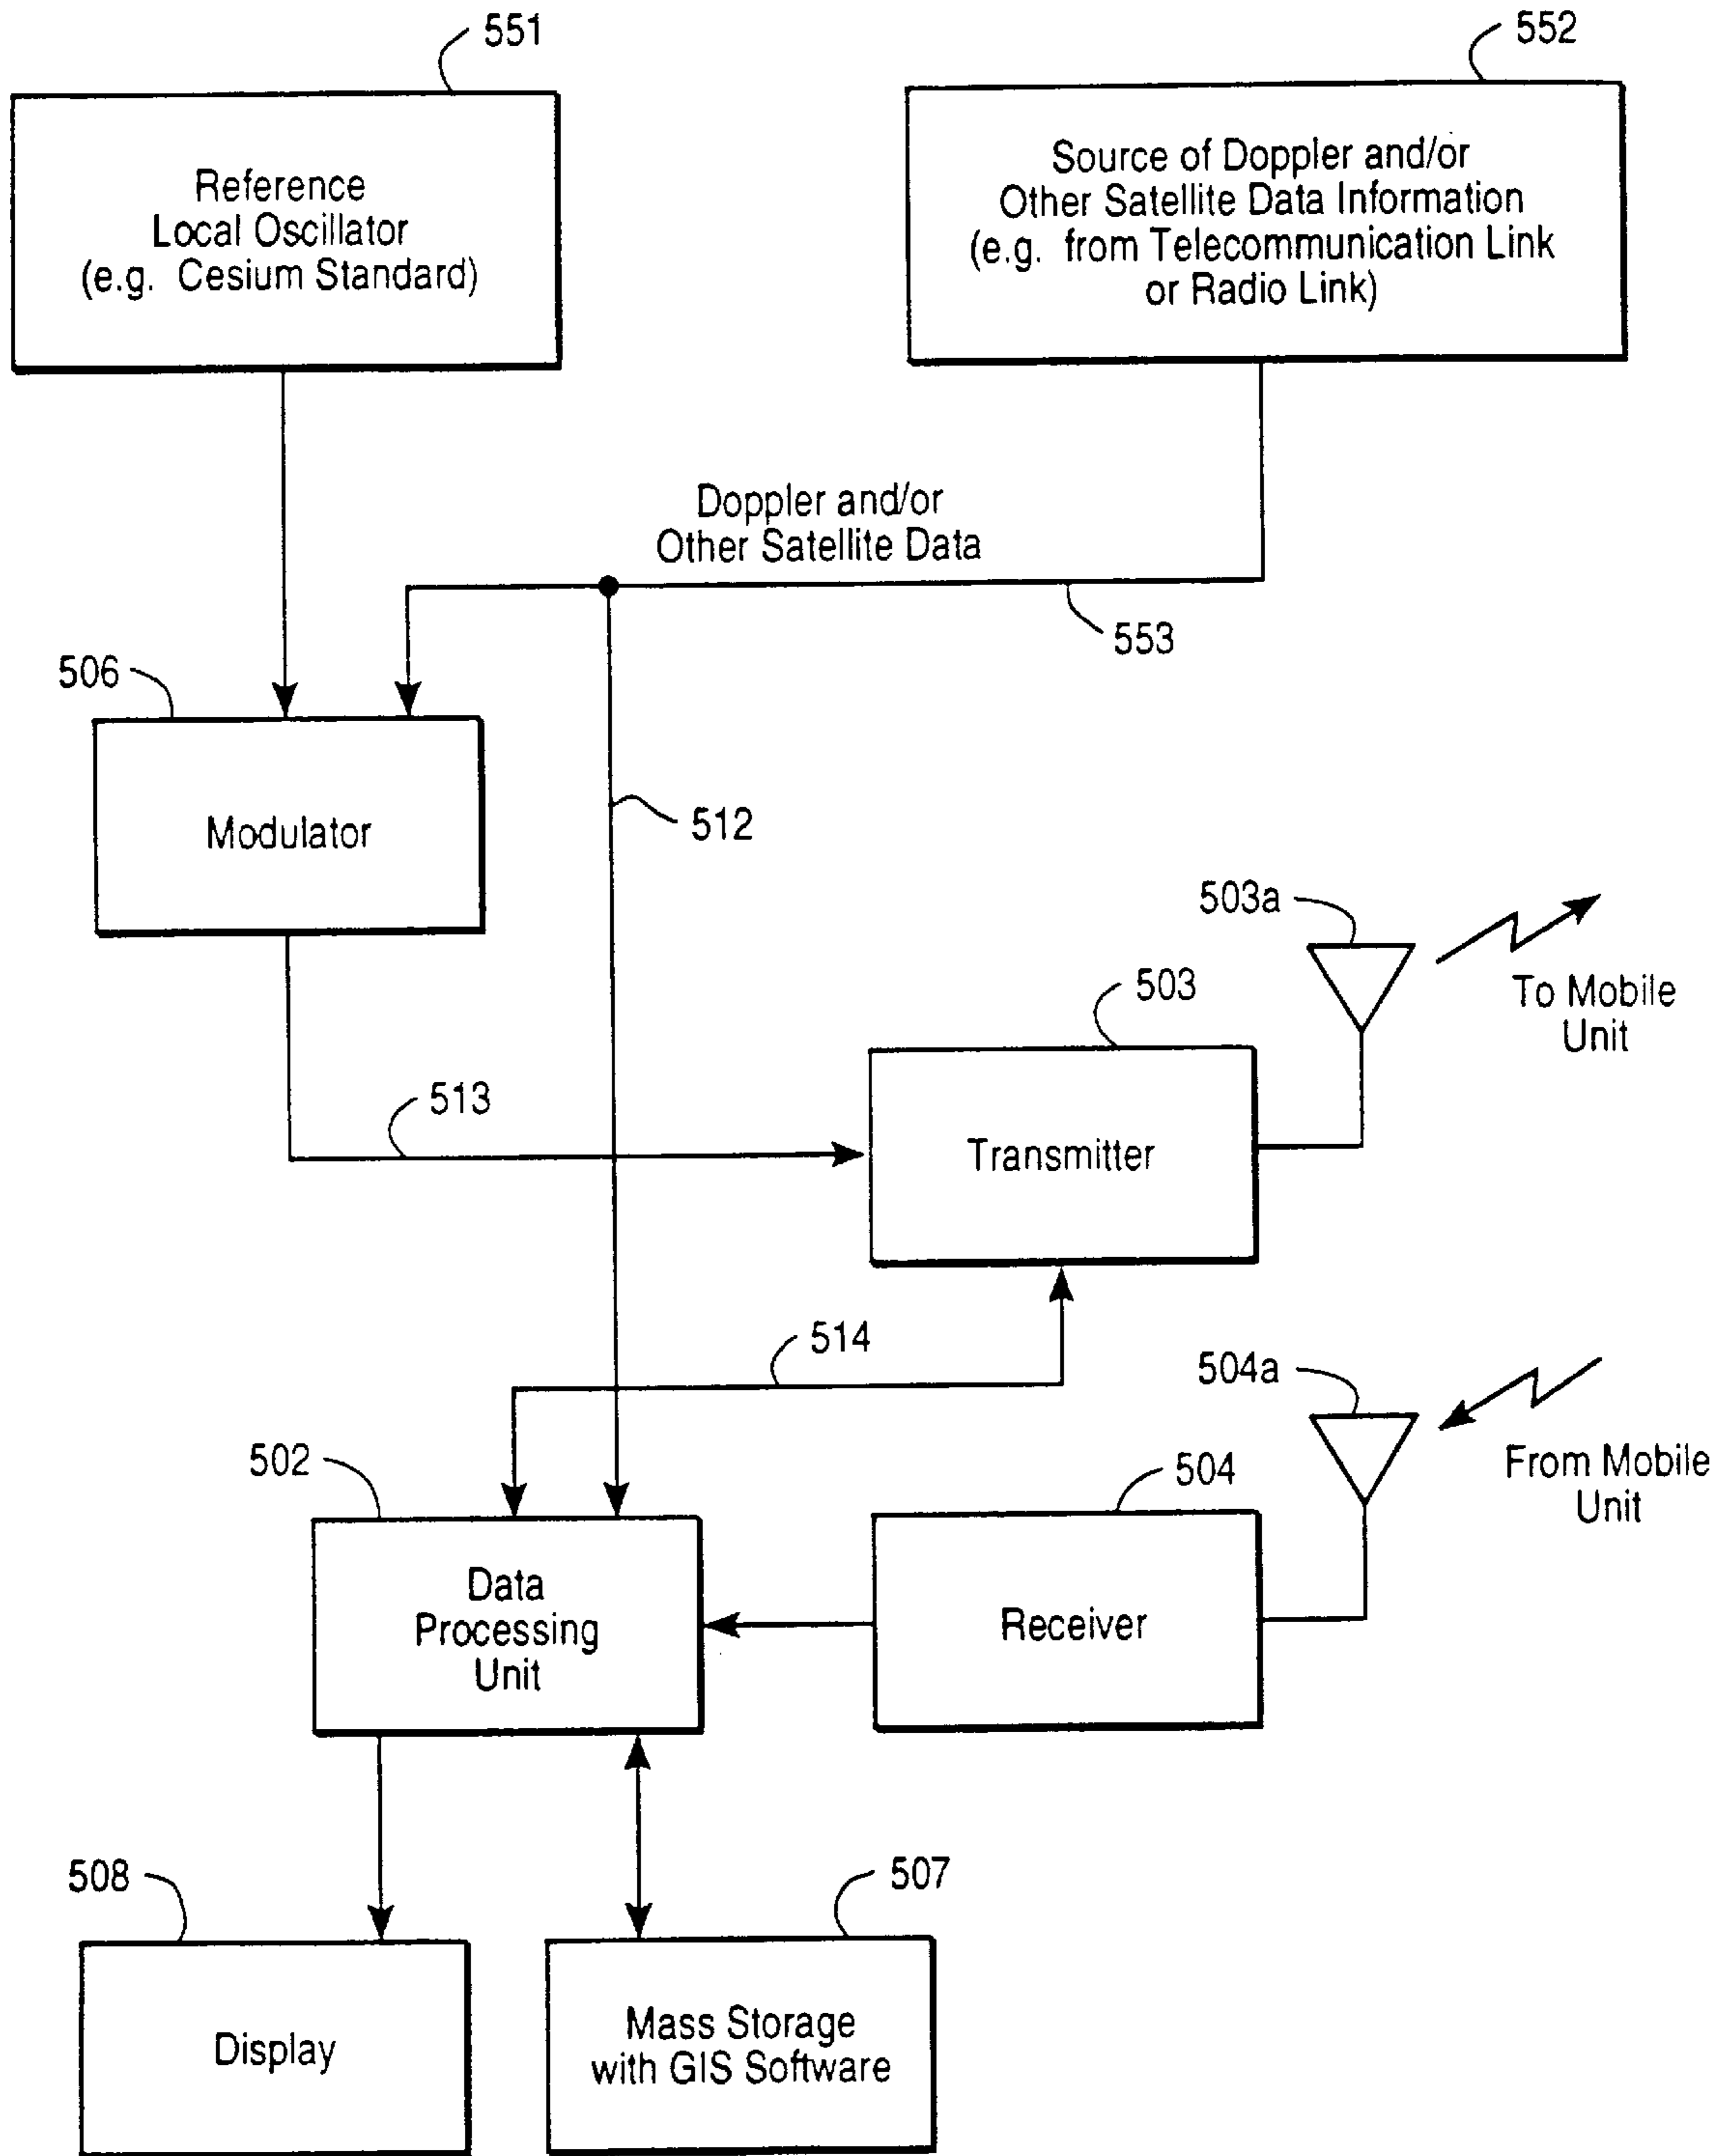 551
552
Reference
Local Oscillator
(e.g. Cesium Standard)
Source of Doppler and/or
Other Satellite Data Information
(e.g. from Telecommunication Link
or Radio Link)
Doppler and/or
Other Satellite Data
553
506
Modulator
512
503a
To Mobile
Unit
503
513
Transmitter
514
504a
From Mobile
Unit
502
504
Data
Processing
Unit
Receiver
508
507
Display
Mass Storage
with GIS Software